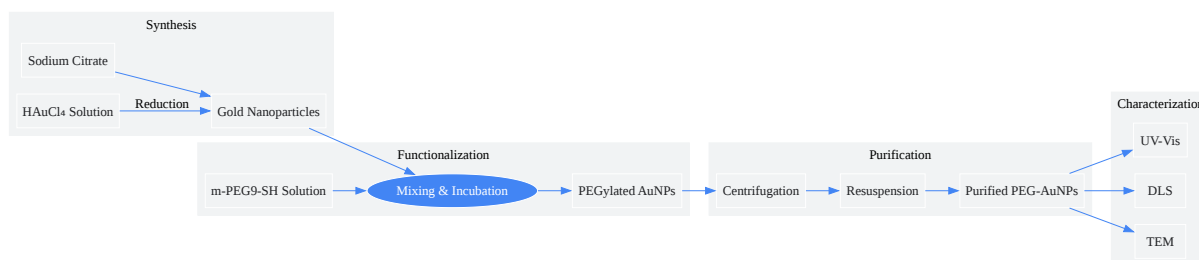 Synthesis
Sodium Citrate
HAuCl₄ Solution
Reduction
Gold Nanoparticles
Functionalization
m-PEG9-SH Solution
Mixing & Incubation
PEGylated AuNPs
Purification
Centrifugation
Resuspension
Purified PEG-AuNPs
Characterization
UV-Vis
DLS
TEM